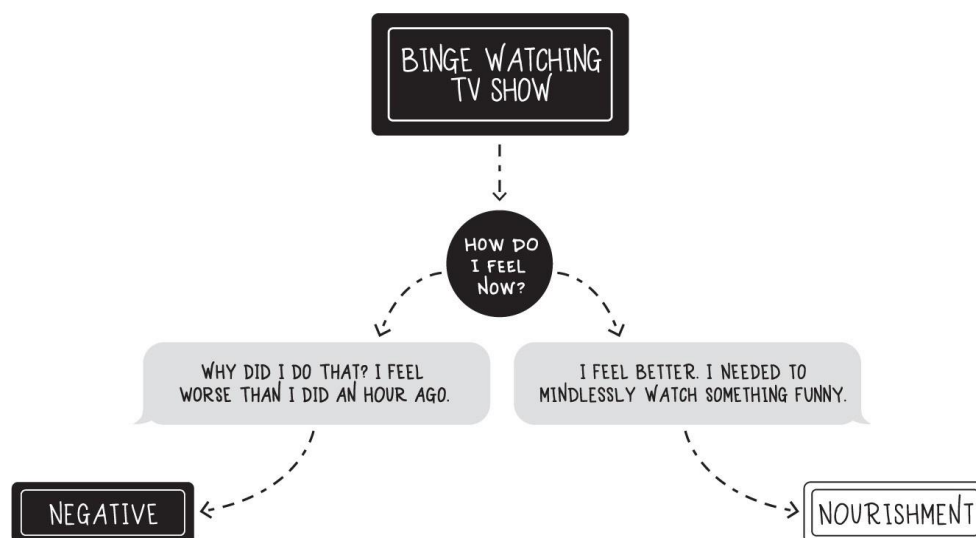 BINGE WATCHING
TV SHOW
HOW DO
I FEEL
NOW?
WHY DID I DO THAT? I FEEL
WORSE THAN I DID AN HOUR AGO.
I FEEL BETTER. I NEEDED TO
MINDLESSLY WATCH SOMETHING FUNNY.
NEGATIVE
NOURISHMENT